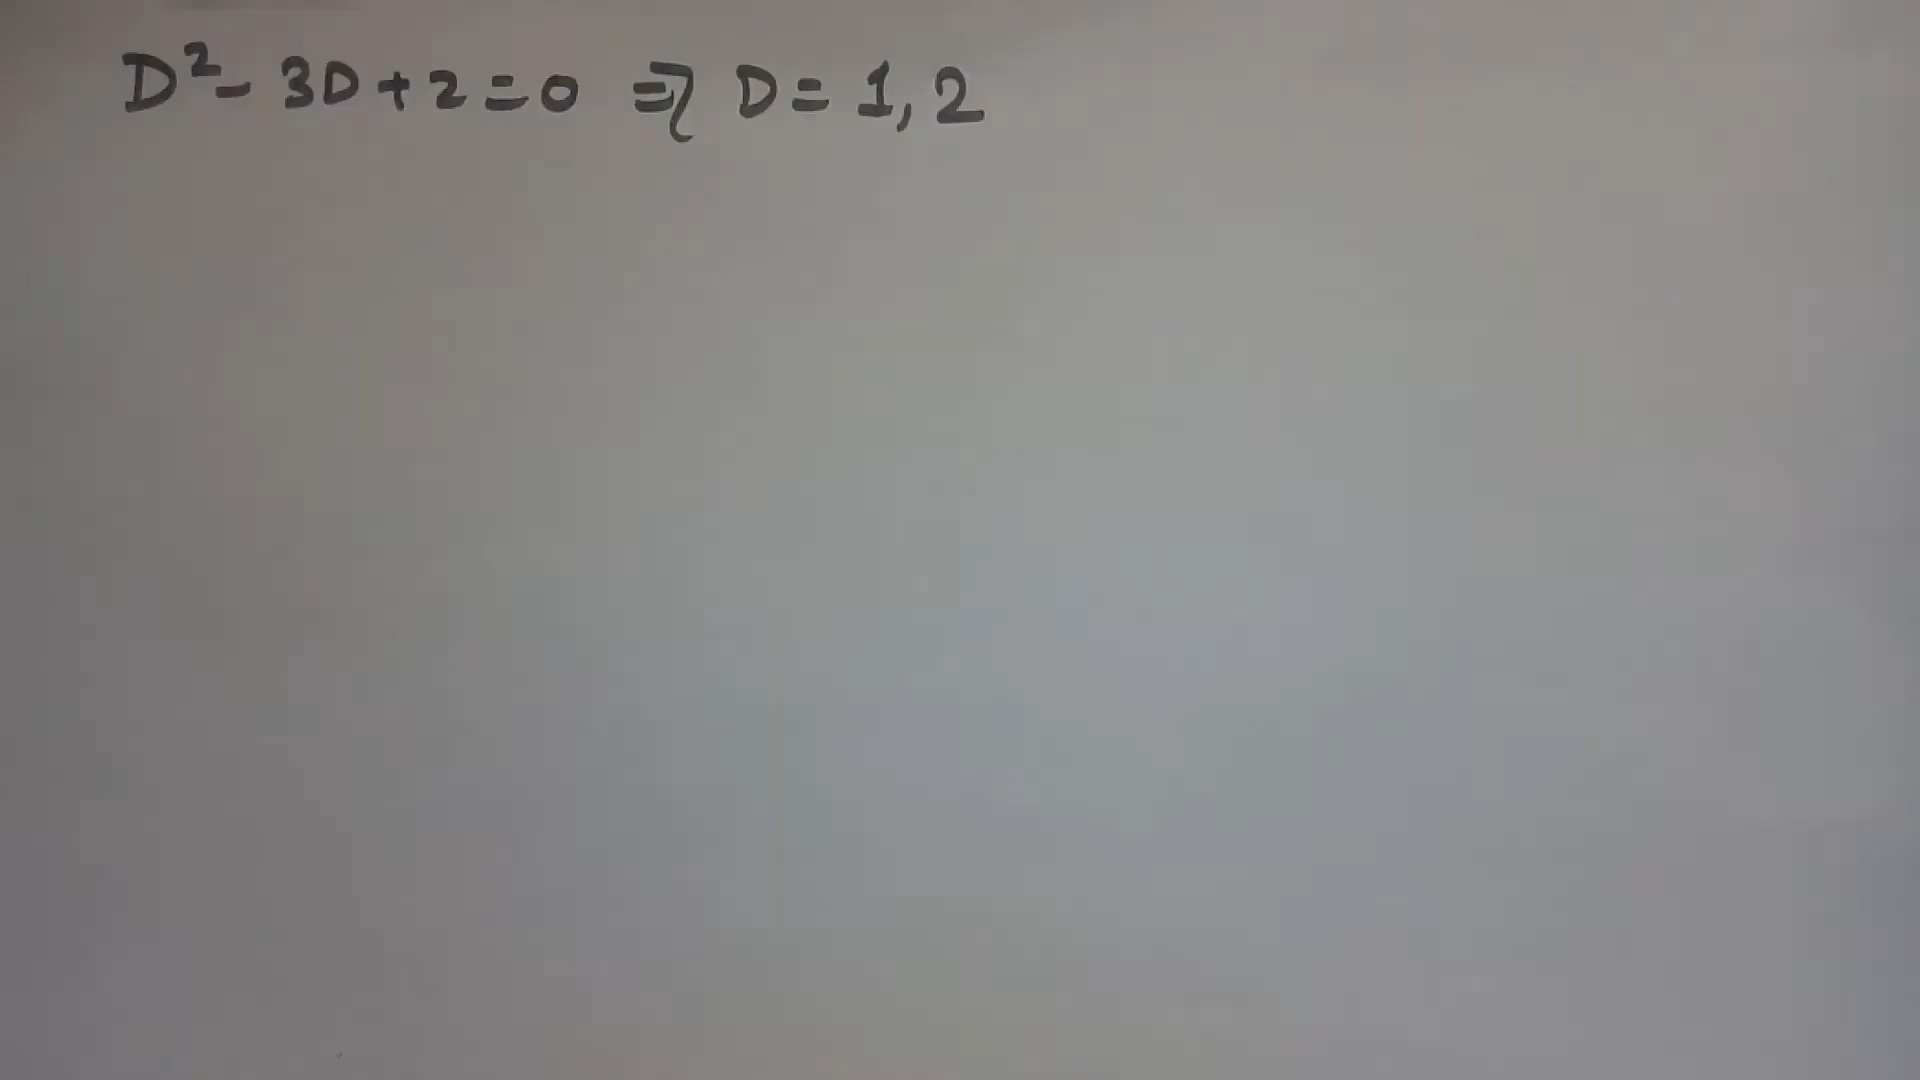 D² - 3D + 2 = 0 ⇒ D = 1, 2